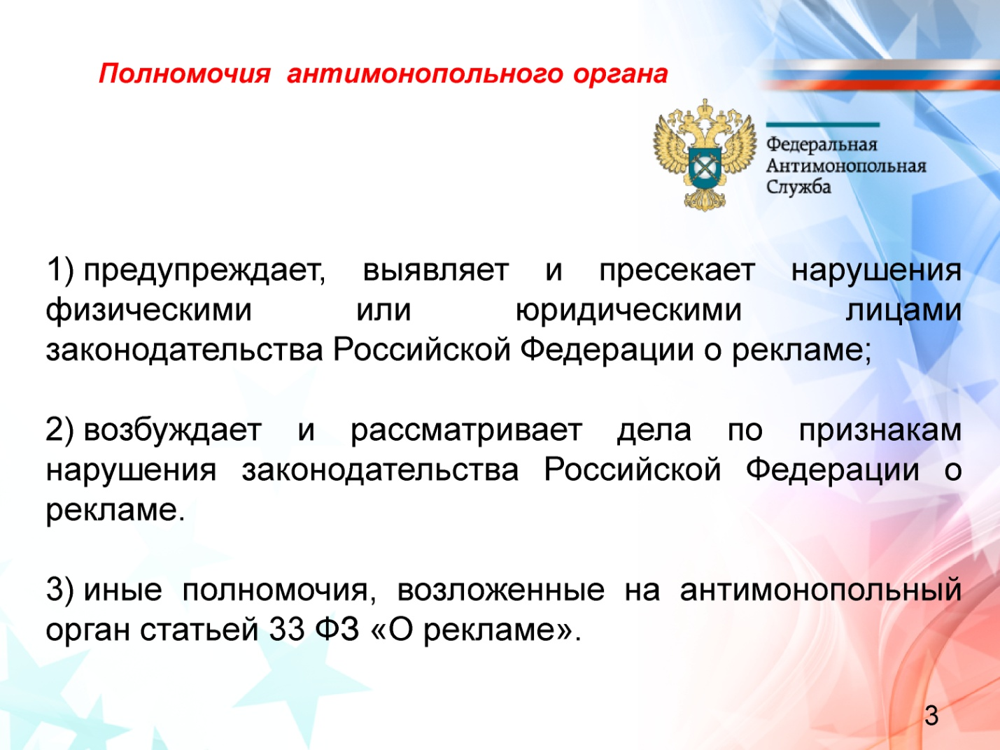 Полномочия антимонопольного органа
Федеральная
Антимонопольная
Служба
1) предупреждает, выявляет и пресекает нарушения
физическими или юридическими лицами
законодательства Российской Федерации о рекламе;
2) возбуждает и рассматривает дела по признакам
нарушения законодательства Российской Федерации о
рекламе.
3) иные полномочия, возложенные на антимонопольный
орган статьей 33 ФЗ «О рекламе».
3